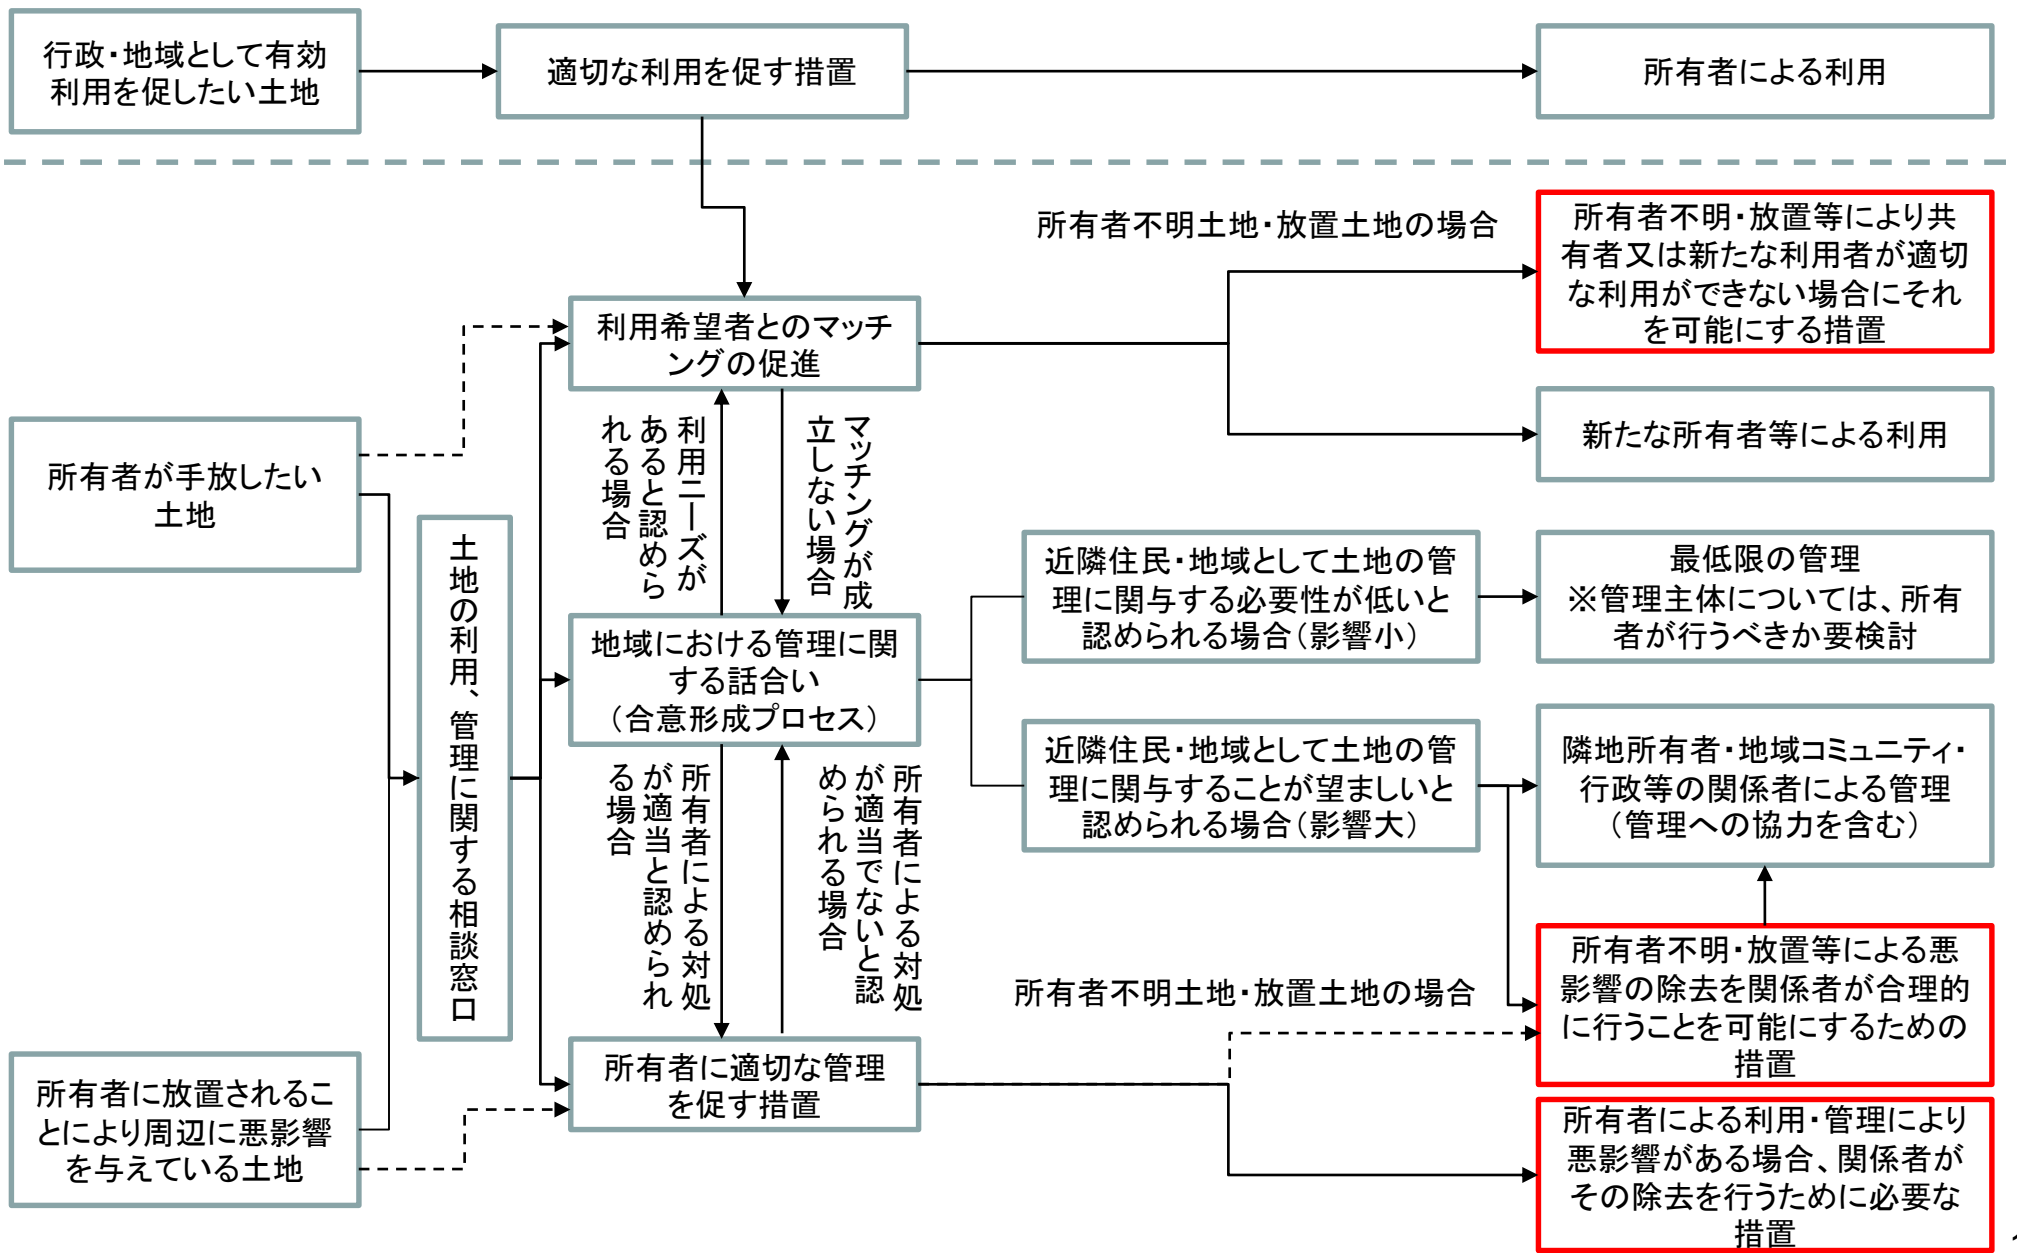 行政・地域として有効
利用を促したい土地
適切な利用を促す措置
所有者による利用
所有者不明土地・放置土地の場合
所有者不明・放置等により共
有者又は新たな利用者が適切
な利用ができない場合にそれ
を可能にする措置
利用希望者とのマッチ
ングの促進
新たな所有者等による利用
所有者が手放したい
土地
利用ニーズが
あると認めら
れる場合
マッチングが成
立しない場合
土地の利用、管理に関する相談窓口
近隣住民・地域として土地の管
理に関与する必要性が低いと
認められる場合（影響小）
最低限の管理
※管理主体については、所有
者が行うべきか要検討
地域における管理に関
する話合い
（合意形成プロセス）
近隣住民・地域として土地の管
理に関与することが望ましいと
認められる場合（影響大）
隣地所有者・地域コミュニティ・
行政等の関係者による管理
（管理への協力を含む）
所有者による対処
が適当と認められ
る場合
所有者による対処
が適当でないと認
められる場合
所有者不明土地・放置土地の場合
所有者不明・放置等による悪
影響の除去を関係者が合理的
に行うことを可能にするための
措置
所有者に放置されるこ
とにより周辺に悪影響
を与えている土地
所有者に適切な管理
を促す措置
所有者による利用・管理により
悪影響がある場合、関係者が
その除去を行うために必要な
措置